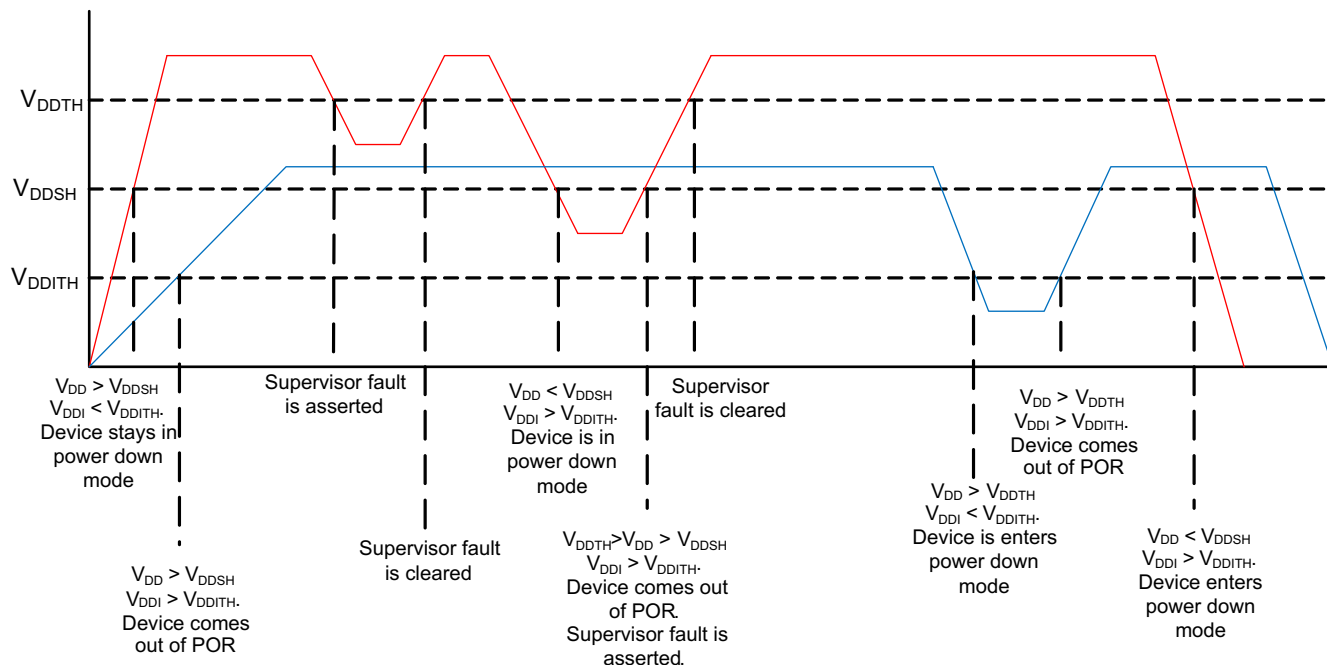 VDDTH
VDDSH
VDDITH
VDD > VDDSH
VDDI < VDDITH.
Device stays in
power down
mode
VDD > VDDSH
VDDI > VDDITH.
Device comes
out of POR
Supervisor fault
is asserted
Supervisor fault
is cleared
VDD < VDDSH
VDDI > VDDITH.
Device is in
power down
mode
VDDTH>VDD > VDDSH
VDDI > VDDITH.
Device comes out
of POR.
Supervisor fault is
asserted.
Supervisor
fault is cleared
VDD > VDDTH
VDDI < VDDITH.
Device is enters
power down
mode
VDD > VDDTH
VDDI > VDDITH.
Device comes
out of POR
VDD < VDDSH
VDDI > VDDITH.
Device enters
power down
mode